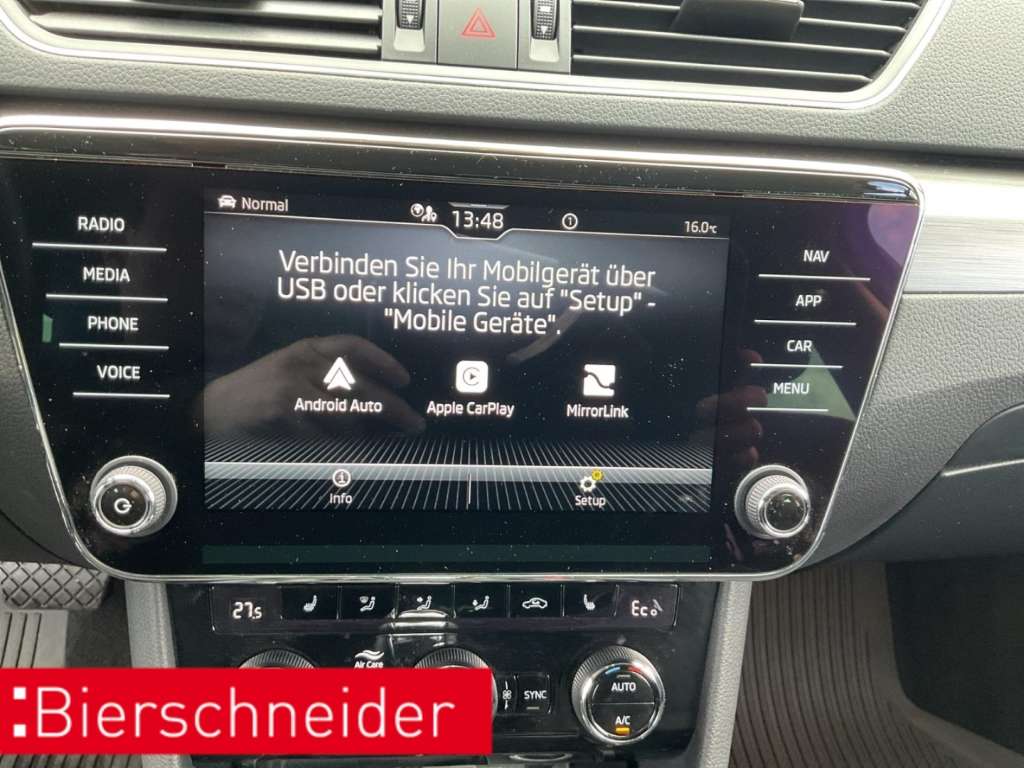 Normal
13:48
16.0°C
RADIO
MEDIA
PHONE
VOICE
Verbinden Sie Ihr Mobilgerät über
USB oder klicken Sie auf "Setup" -
"Mobile Geräte".
Android Auto
Apple CarPlay
MirrorLink
Info
Setup
NAV
APP
CAR
MENU
27.5
Eco
Air Care
SYNC
AUTO
A/C
Bierschneider